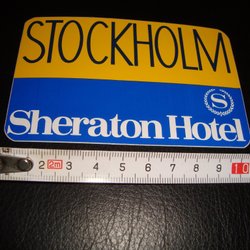 STOCKHOLM
S
Sheraton Hotel
2 2m 3 4 5 6 7 8 9 10